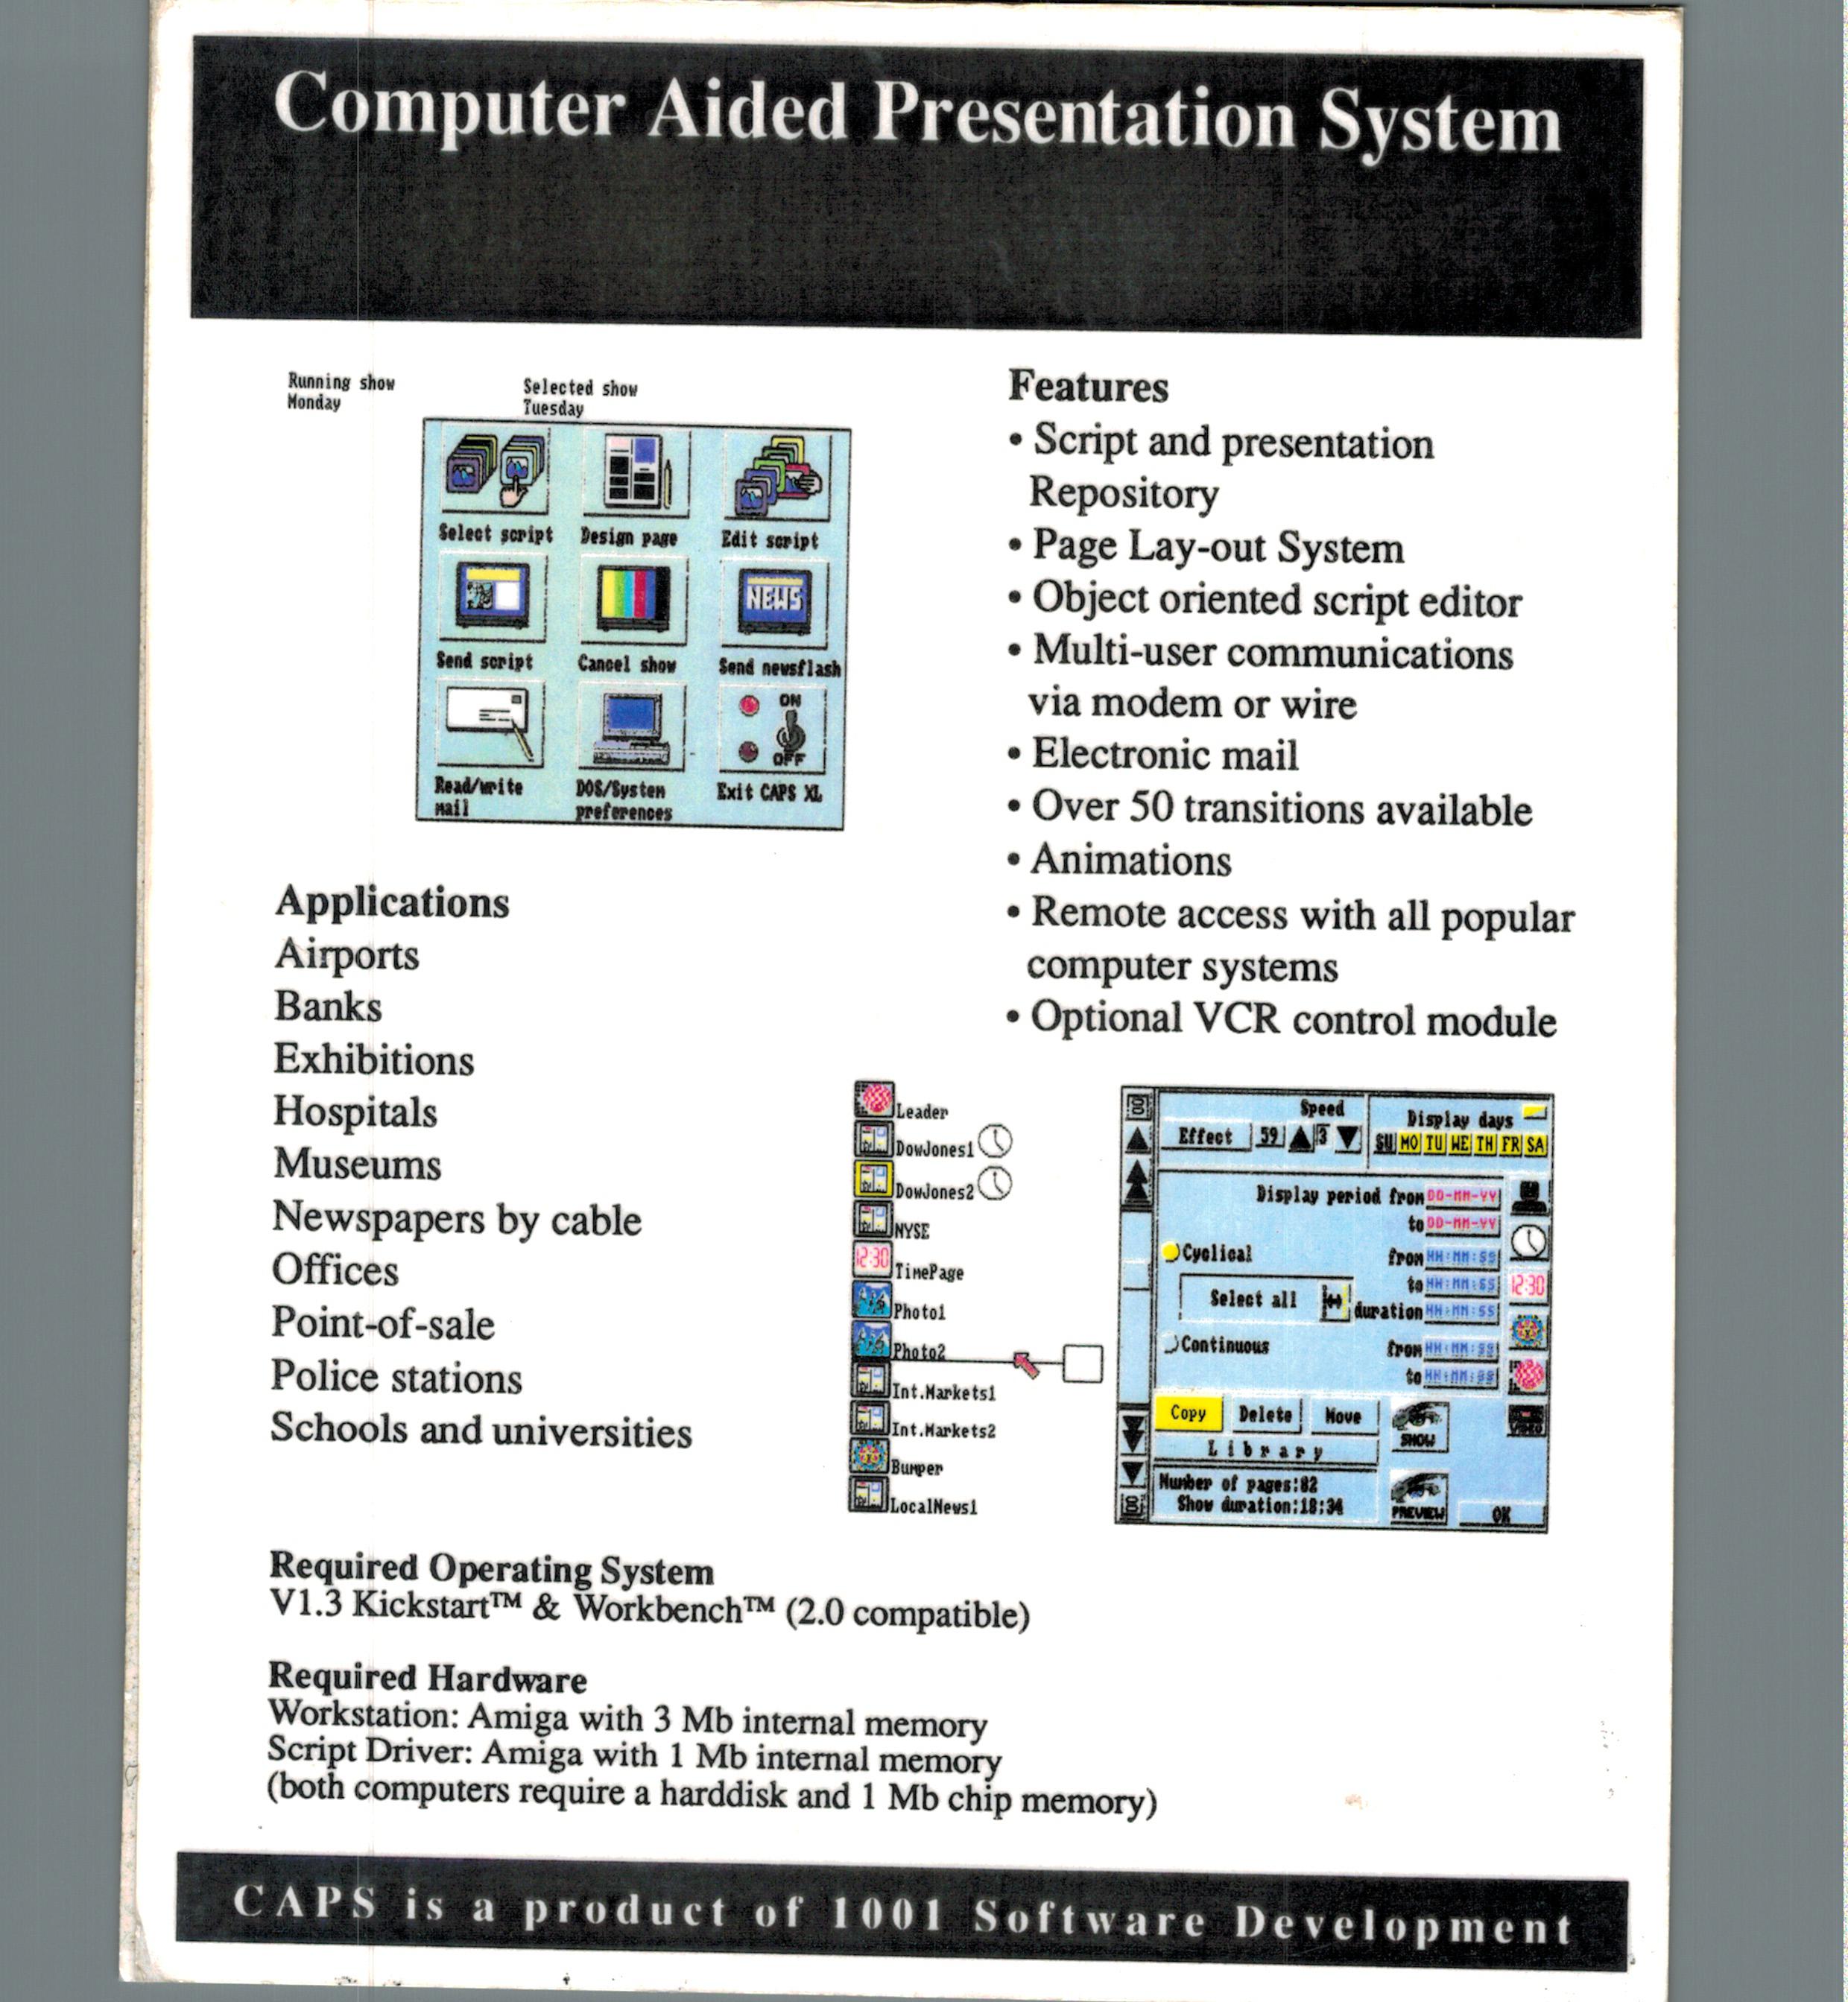 Computer Aided Presentation System
Running show
Monday
Selected show
Tuesday
Select script
Design page
Edit script
NEWS
Send script
Cancel show
Send newsflash
ON
OFF
Read/write
mail
DOS/System
preferences
Exit CAPS XL
Features
• Script and presentation
Repository
• Page Lay-out System
• Object oriented script editor
• Multi-user communications
via modem or wire
• Electronic mail
• Over 50 transitions available
• Animations
• Remote access with all popular
computer systems
• Optional VCR control module
Applications
Airports
Banks
Exhibitions
Hospitals
Museums
Newspapers by cable
Offices
Point-of-sale
Police stations
Schools and universities
Leader
DowJones1
DowJones2
NYSE
12:30
TimePage
Photo1
Photo2
Int.Markets1
Int.Markets2
Bumper
LocalNews1
Speed
Effect 59 3
Display days
SU MO TU WE TH FR SA
Display period from DD-MM-YY
to DD-MM-YY
Cyclical
from HH:MM:SS
to HH:MM:SS
12:30
Select all
duration HH:MM:SS
Continuous
from HH:MM:SS
to HH:MM:SS
Copy Delete Move
SHOW
VIDEO
Library
Number of pages:82
Show duration:18:34
PREVIEW
OK
Required Operating System
V1.3 Kickstart™ & Workbench™ (2.0 compatible)
Required Hardware
Workstation: Amiga with 3 Mb internal memory
Script Driver: Amiga with 1 Mb internal memory
(both computers require a harddisk and 1 Mb chip memory)
CAPS is a product of 1001 Software Development